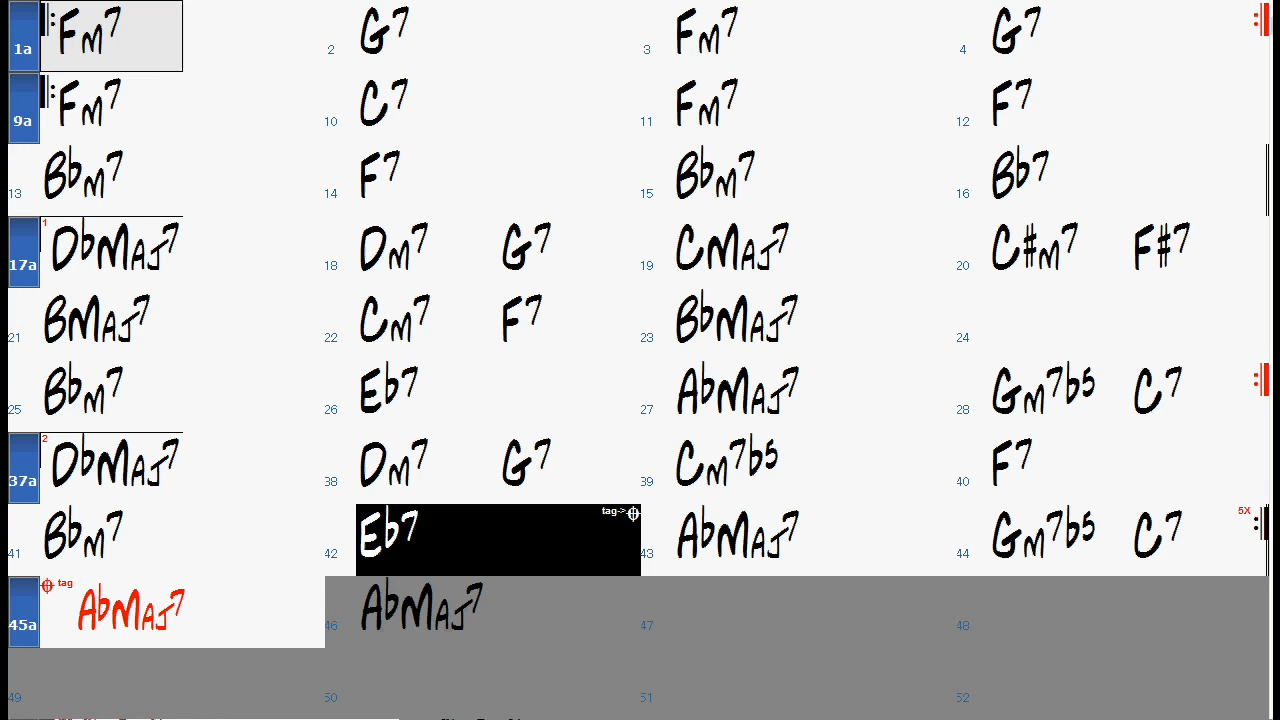 1a Fm7 2 G7 3 Fm7 4 G7
9a Fm7 10 C7 11 Fm7 12 F7
13 Bbm7 14 F7 15 Bbm7 16 Bb7
17a 1 DbMaj7 18 Dm7 G7 19 CMaj7 20 C#m7 F#7
21 BMaj7 22 Cm7 F7 23 BbMaj7 24
25 Bbm7 26 Eb7 27 AbMaj7 28 Gm7b5 C7
37a 2 DbMaj7 38 Dm7 G7 39 Cm7b5 40 F7
41 Bbm7 42 Eb7 tag-> 43 AbMaj7 44 Gm7b5 C7 5X
45a tag AbMaj7 46 AbMaj7 47 48
49 50 51 52